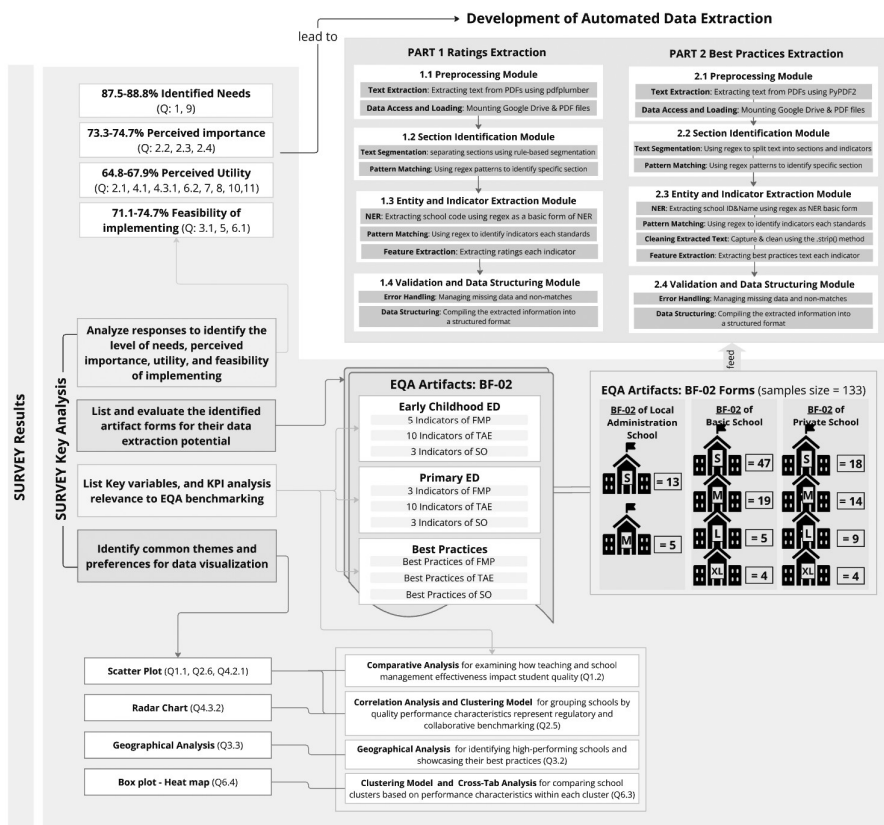 Development of Automated Data Extraction
lead to
PART 1 Ratings Extraction
1.1 Preprocessing Module
Text Extraction: Extracting text from PDFs using pdfplumber
Data Access and Loading: Mounting Google Drive & PDF files
1.2 Section Identification Module
Text Segmentation: separating sections using rule-based segmentation
Pattern Matching: Using regex patterns to identify specific section
1.3 Entity and Indicator Extraction Module
NER: Extracting school code using regex as a basic form of NER
Pattern Matching: Using regex to identify indicators each standards
Feature Extraction: Extracting ratings each indicator
1.4 Validation and Data Structuring Module
Error Handling: Managing missing data and non-matches
Data Structuring: Compiling the extracted information into
a structured format
PART 2 Best Practices Extraction
2.1 Preprocessing Module
Text Extraction: Extracting text from PDFs using PyPDF2
Data Access and Loading: Mounting Google Drive & PDF files
2.2 Section Identification Module
Text Segmentation: Using regex to split text into sections and indicators
Pattern Matching: Using regex patterns to identify specific section
2.3 Entity and Indicator Extraction Module
NER: Extracting school ID&Name using regex as NER basic form
Pattern Matching: Using regex to identify indicators each standards
Cleaning Extracted Text: Capture & clean using the .strip() method
Feature Extraction: Extracting best practices text each indicator
2.4 Validation and Data Structuring Module
Error Handling: Managing missing data and non-matches
Data Structuring: Compiling the extracted information into
a structured format
feed
SURVEY Results
SURVEY Key Analysis
87.5-88.8% Identified Needs
(Q: 1, 9)
73.3-74.7% Perceived importance
(Q: 2.2, 2.3, 2.4)
64.8-67.9% Perceived Utility
(Q: 2.1, 4.1, 4.3.1, 6.2, 7, 8, 10,11)
71.1-74.7% Feasibility of
implementing (Q: 3.1, 5, 6.1)
Analyze responses to identify the
level of needs, perceived
importance, utility, and feasibility
of implementing
List and evaluate the identified
artifact forms for their data
extraction potential
List Key variables, and KPI analysis
relevance to EQA benchmarking
Identify common themes and
preferences for data visualization
EQA Artifacts: BF-02
Early Childhood ED
5 Indicators of FMP
10 Indicators of TAE
3 Indicators of SO
Primary ED
3 Indicators of FMP
10 Indicators of TAE
3 Indicators of SO
Best Practices
Best Practices of FMP
Best Practices of TAE
Best Practices of SO
EQA Artifacts: BF-02 Forms (samples size = 133)
BF-02 of Local
Administration
School
S = 13
M = 5
BF-02 of
Basic School
S = 47
M = 19
L = 5
XL = 4
BF-02 of
Private School
S = 18
M = 14
L = 9
XL = 4
Scatter Plot (Q1.1, Q2.6, Q4.2.1)
Radar Chart (Q4.3.2)
Geographical Analysis (Q3.3)
Box plot - Heat map (Q6.4)
Comparative Analysis for examining how teaching and school
management effectiveness impact student quality (Q1.2)
Correlation Analysis and Clustering Model for grouping schools by
quality performance characteristics represent regulatory and
collaborative benchmarking (Q2.5)
Geographical Analysis for identifying high-performing schools and
showcasing their best practices (Q3.2)
Clustering Model and Cross-Tab Analysis for comparing school
clusters based on performance characteristics within each cluster (Q6.3)